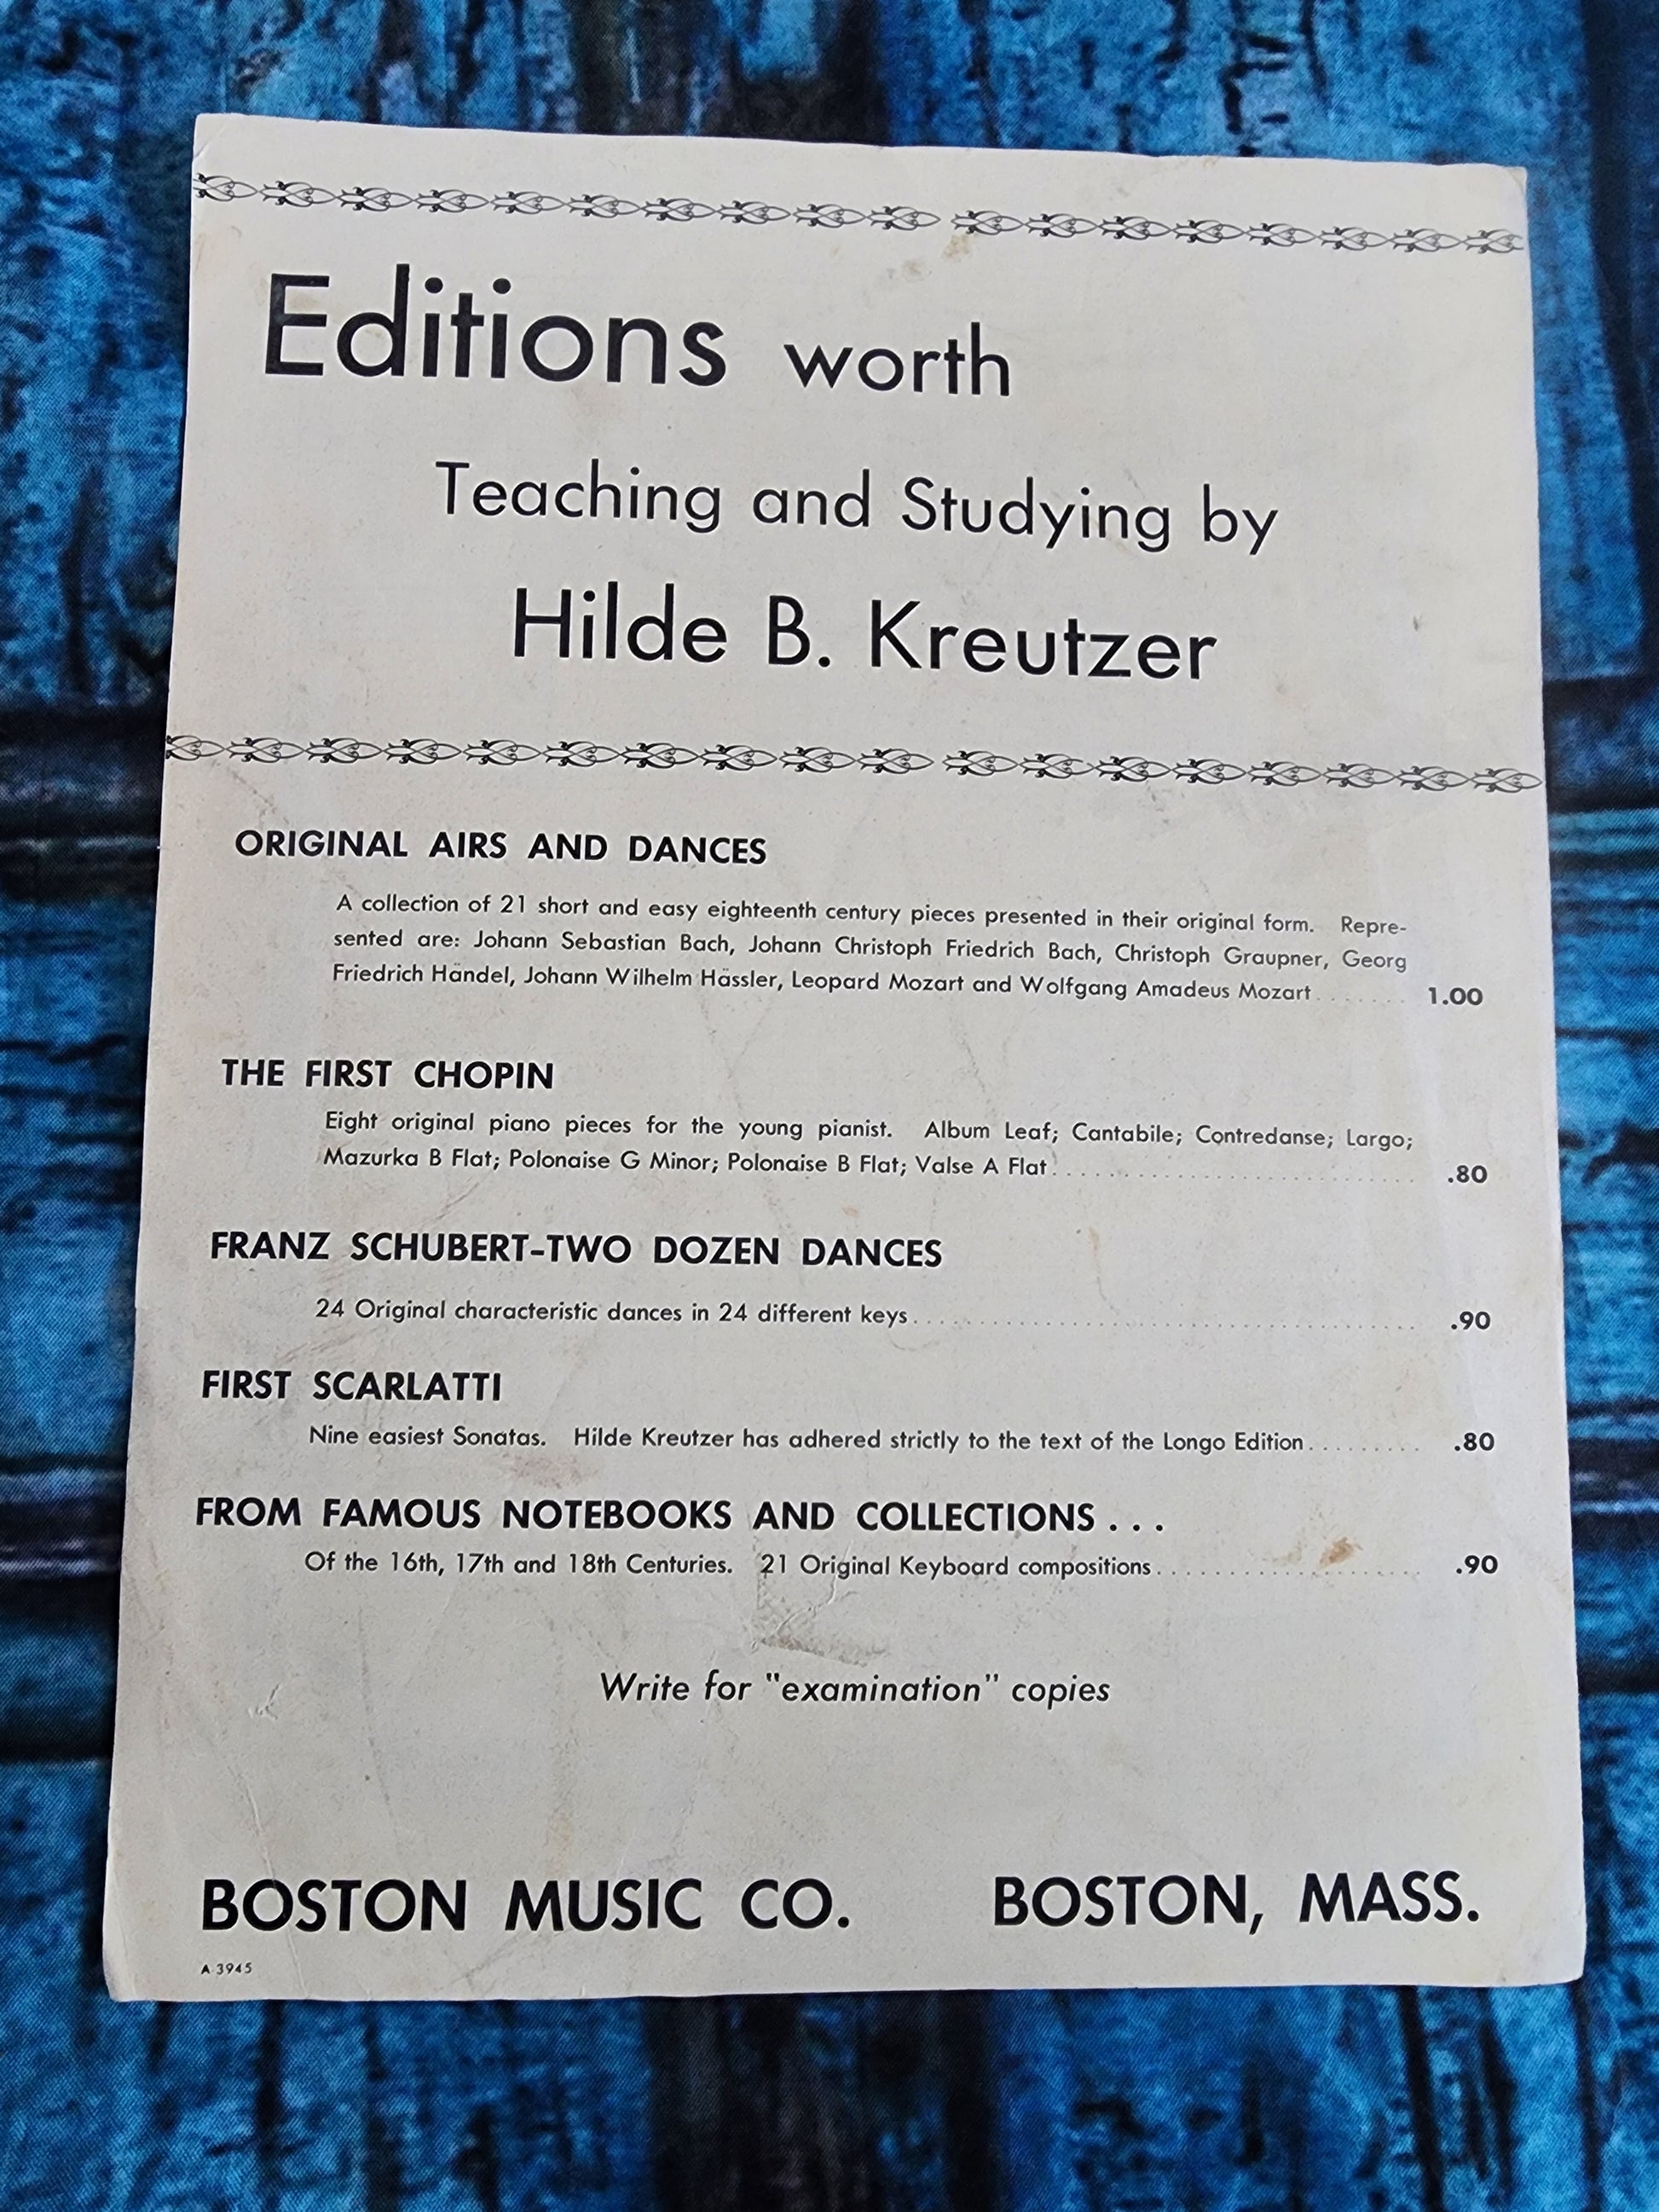 Editions worth
Teaching and Studying by
Hilde B. Kreutzer
ORIGINAL AIRS AND DANCES
A collection of 21 short and easy eighteenth century pieces presented in their original form. Repre-
sented are: Johann Sebastian Bach, Johann Christoph Friedrich Bach, Christoph Graupner, Georg
Friedrich Händel, Johann Wilhelm Hässler, Leopard Mozart and Wolfgang Amadeus Mozart ........ 1.00
THE FIRST CHOPIN
Eight original piano pieces for the young pianist. Album Leaf; Cantabile; Contredanse; Largo;
Mazurka B Flat; Polonaise G Minor; Polonaise B Flat; Valse A Flat ........ .80
FRANZ SCHUBERT-TWO DOZEN DANCES
24 Original characteristic dances in 24 different keys ........ .90
FIRST SCARLATTI
Nine easiest Sonatas. Hilde Kreutzer has adhered strictly to the text of the Longo Edition ........ .80
FROM FAMOUS NOTEBOOKS AND COLLECTIONS . . .
Of the 16th, 17th and 18th Centuries. 21 Original Keyboard compositions ........ .90
Write for "examination" copies
BOSTON MUSIC CO. BOSTON, MASS.
A 3945